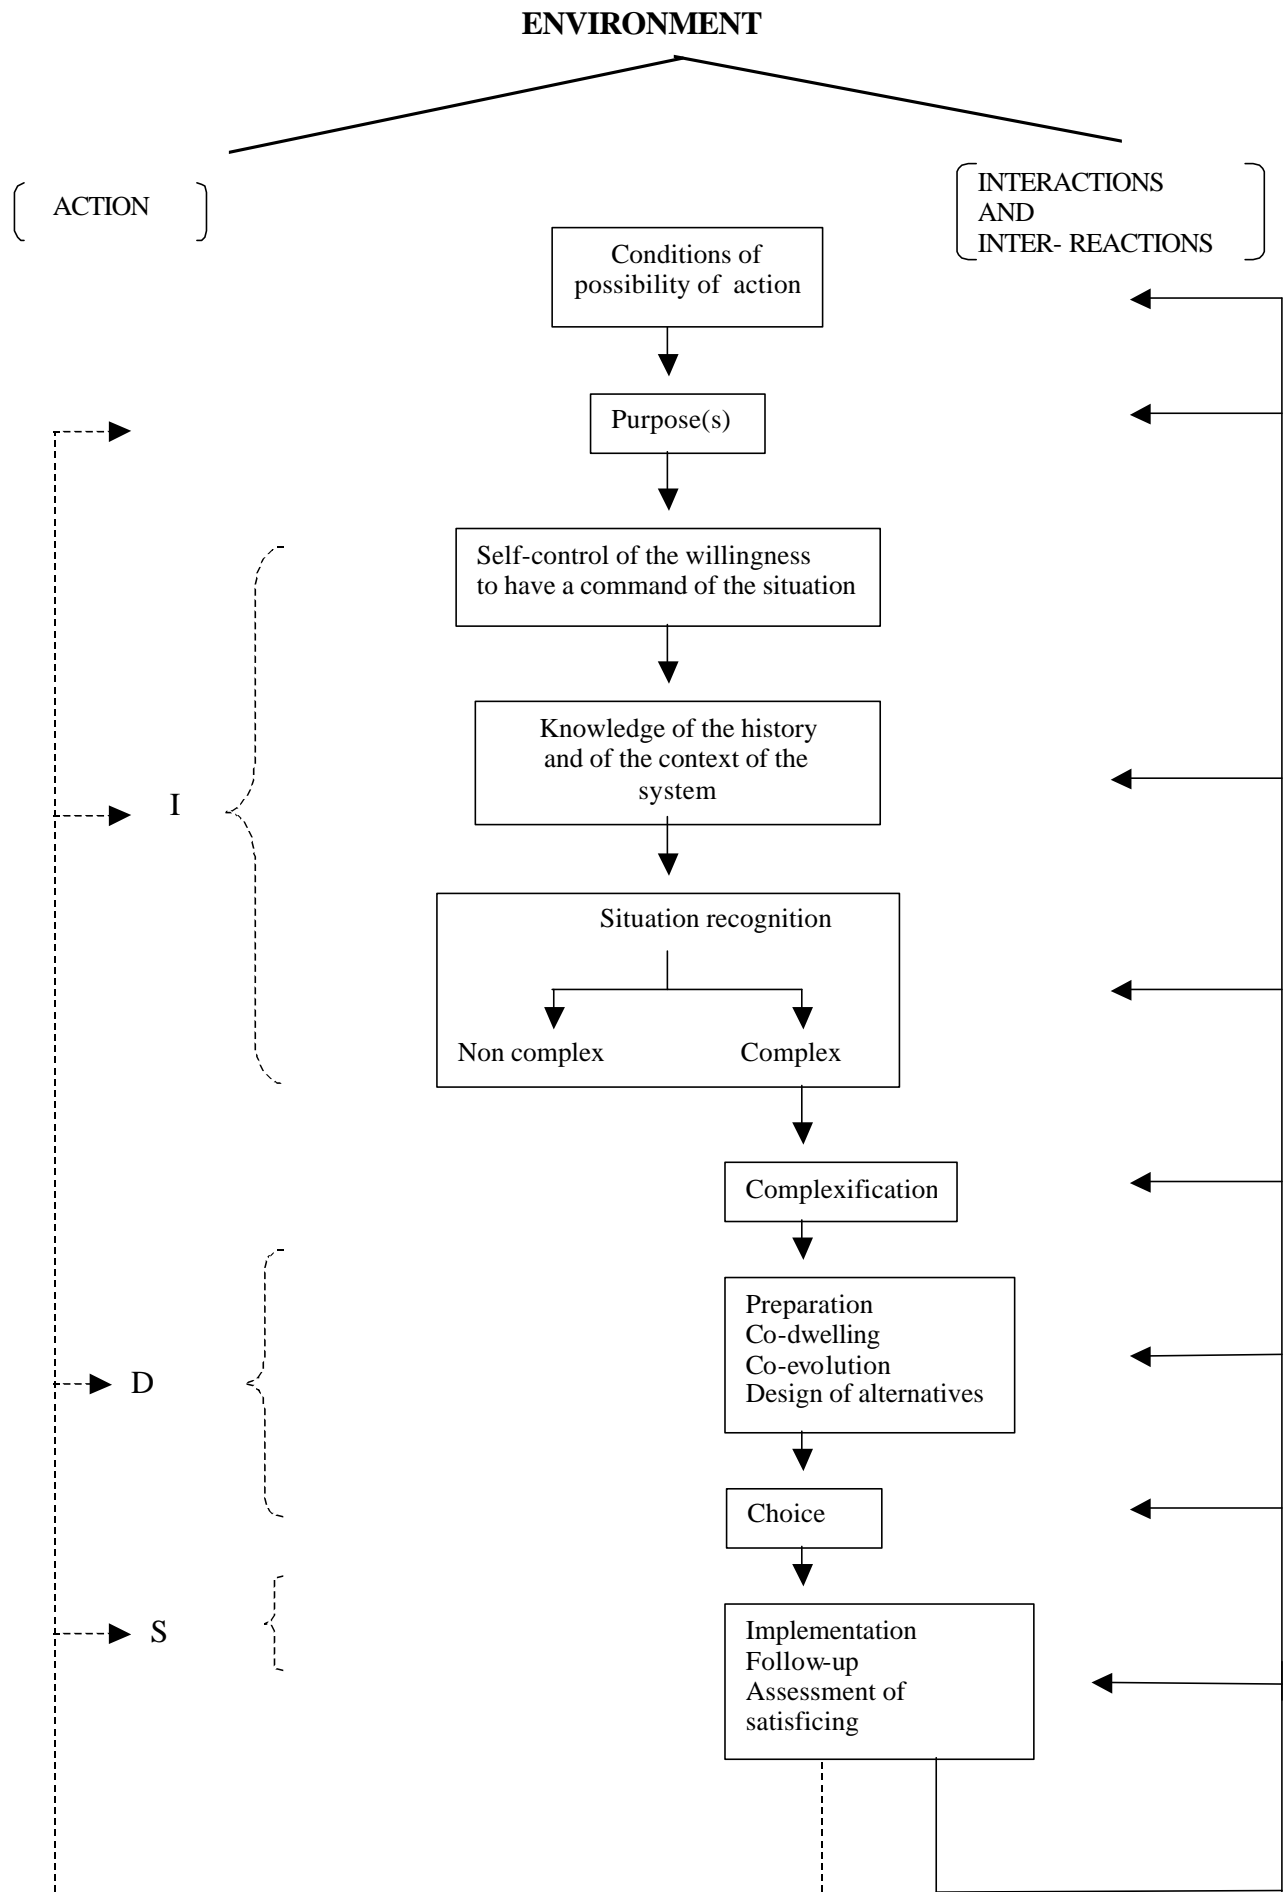 ENVIRONMENT
ACTION
INTERACTIONS
AND
INTER- REACTIONS
Conditions of
possibility of action
Purpose(s)
Self-control of the willingness
to have a command of the situation
Knowledge of the history
and of the context of the
system
I
Situation recognition
Non complex
Complex
Complexification
Preparation
Co-dwelling
Co-evolution
Design of alternatives
D
Choice
S
Implementation
Follow-up
Assessment of
satisficing